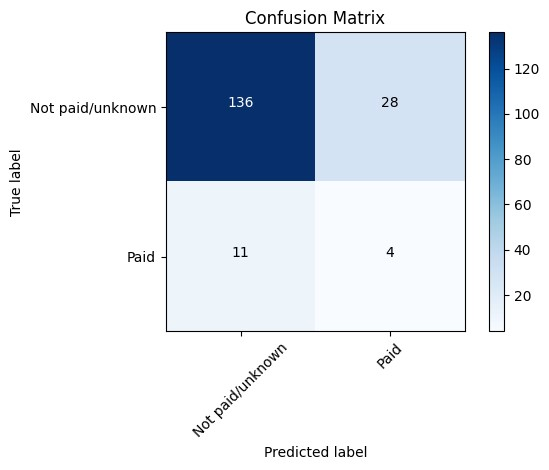 Confusion Matrix
True label
Not paid/unknown
136
28
Paid
11
4
Not paid/unknown
Paid
Predicted label
120
100
80
60
40
20